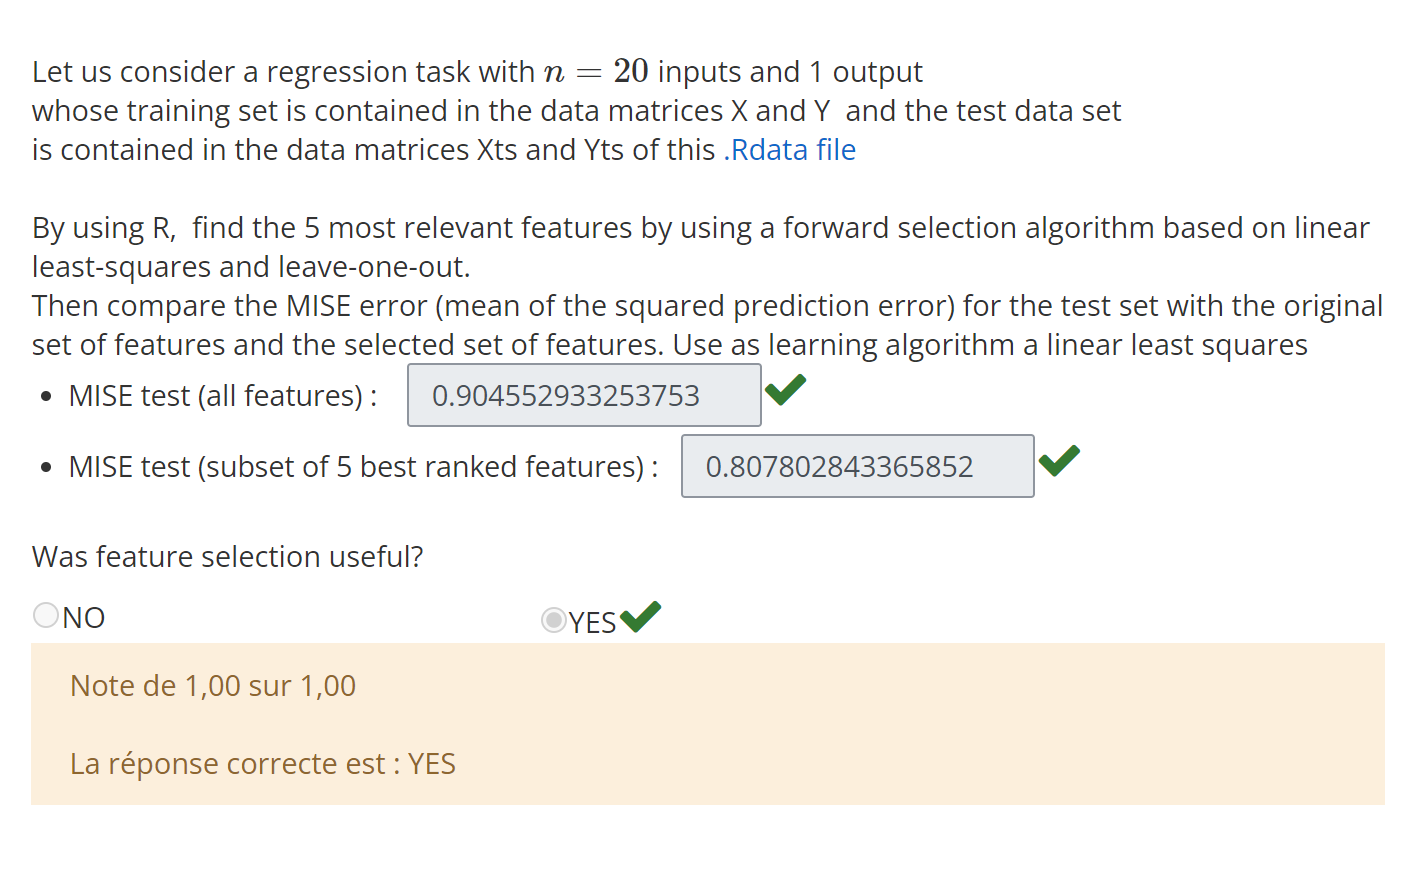 Let us consider a regression task with n = 20 inputs and 1 output
whose training set is contained in the data matrices X and Y and the test data set
is contained in the data matrices Xts and Yts of this .Rdata file
By using R, find the 5 most relevant features by using a forward selection algorithm based on linear
least-squares and leave-one-out.
Then compare the MISE error (mean of the squared prediction error) for the test set with the original
set of features and the selected set of features. Use as learning algorithm a linear least squares
• MISE test (all features) : 0.904552933253753
• MISE test (subset of 5 best ranked features) : 0.807802843365852
Was feature selection useful?
NO YES
Note de 1,00 sur 1,00
La réponse correcte est : YES